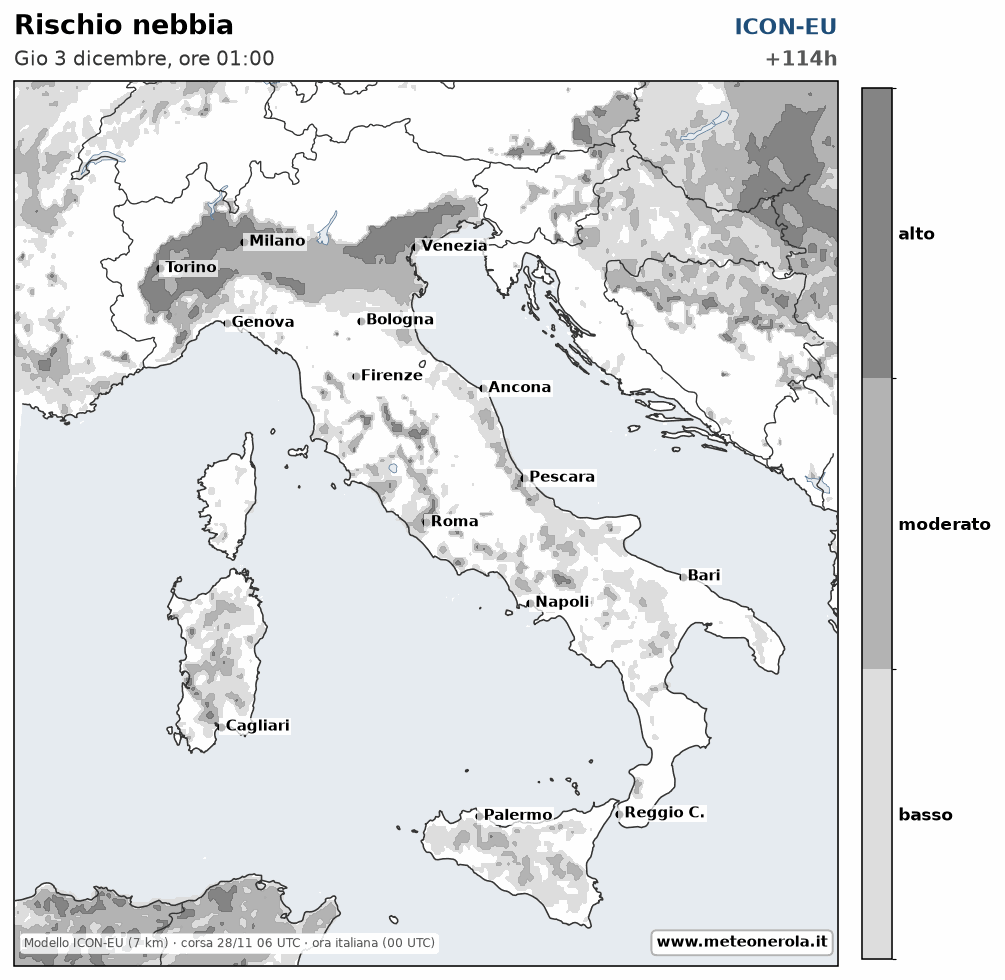 Rischio nebbia
ICON-EU
Gio 3 dicembre, ore 01:00
+114h
alto
moderato
basso
Milano
Venezia
Torino
Genova
Bologna
Firenze
Ancona
Pescara
Roma
Bari
Napoli
Cagliari
Palermo
Reggio C.
Modello ICON-EU (7 km) · corsa 28/11 06 UTC · ora italiana (00 UTC)
www.meteonerola.it